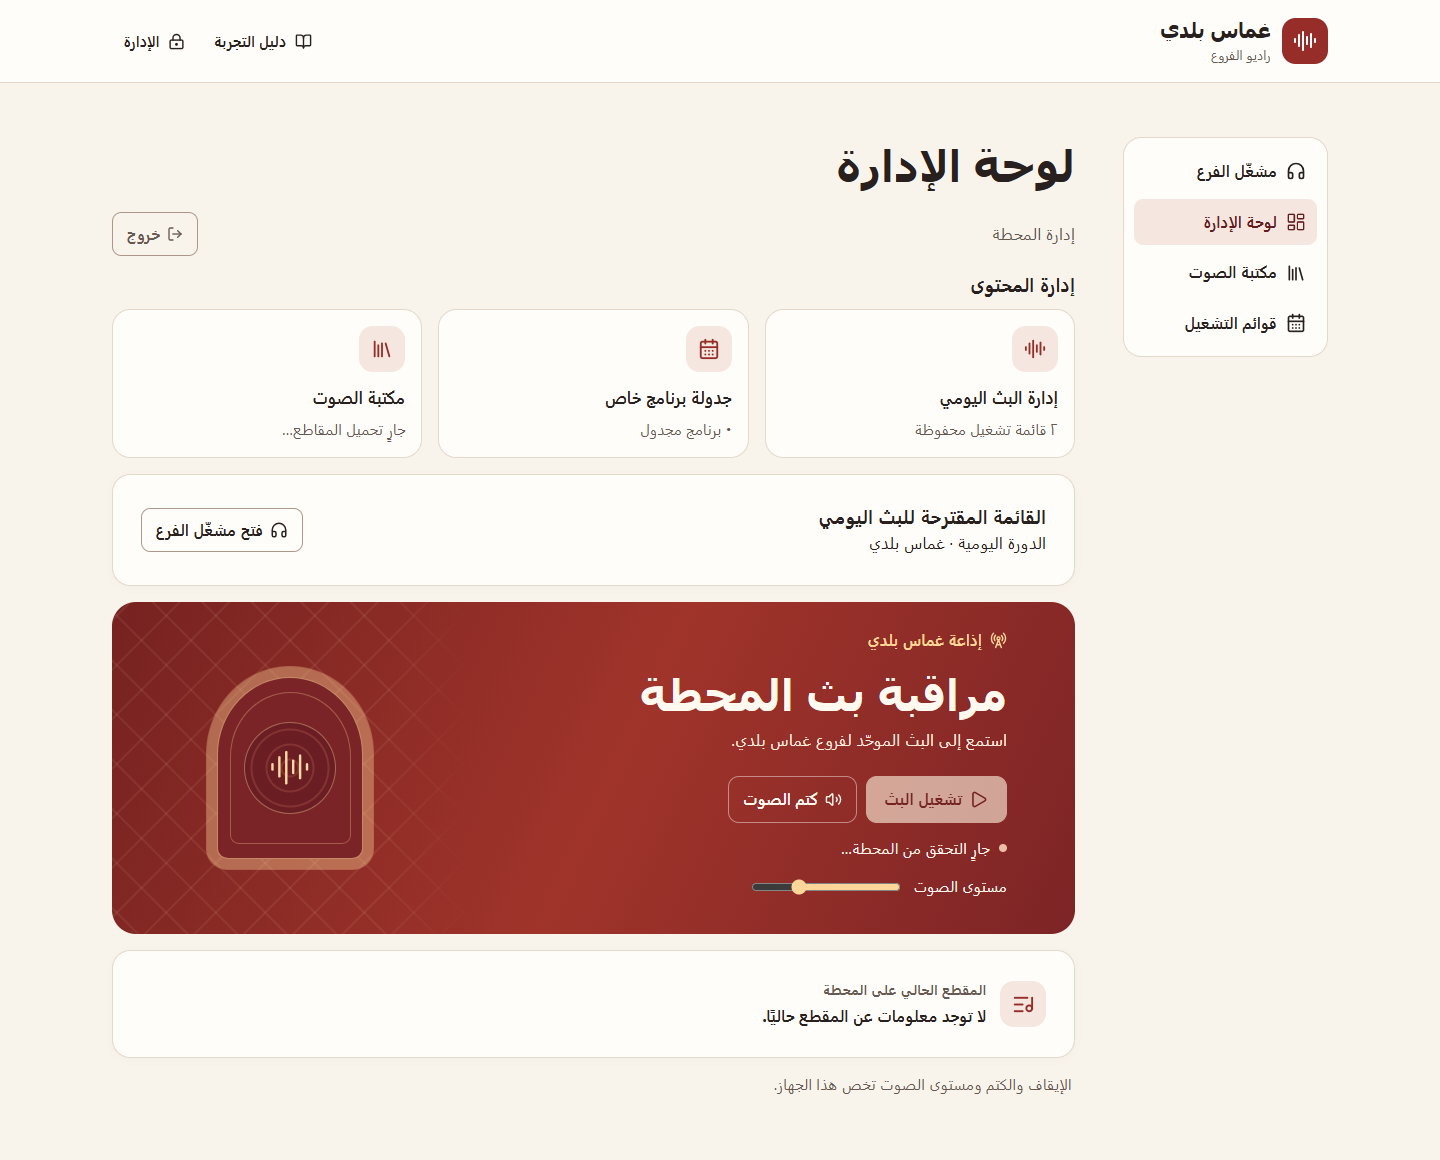 غماس بلدي
راديو الفروع
دليل التجربة
الإدارة
مشغّل الفرع
لوحة الإدارة
مكتبة الصوت
قوائم التشغيل
لوحة الإدارة
إدارة المحطة
خروج
إدارة المحتوى
إدارة البث اليومي
٢ قائمة تشغيل محفوظة
جدولة برنامج خاص
٠ برنامج مجدول
مكتبة الصوت
جارٍ تحميل المقاطع...
القائمة المقترحة للبث اليومي
الدورة اليومية · غماس بلدي
فتح مشغّل الفرع
إذاعة غماس بلدي
مراقبة بث المحطة
استمع إلى البث الموحّد لفروع غماس بلدي.
تشغيل البث
كتم الصوت
جارٍ التحقق من المحطة...
مستوى الصوت
المقطع الحالي على المحطة
لا توجد معلومات عن المقطع حاليًا.
الإيقاف والكتم ومستوى الصوت تخص هذا الجهاز.